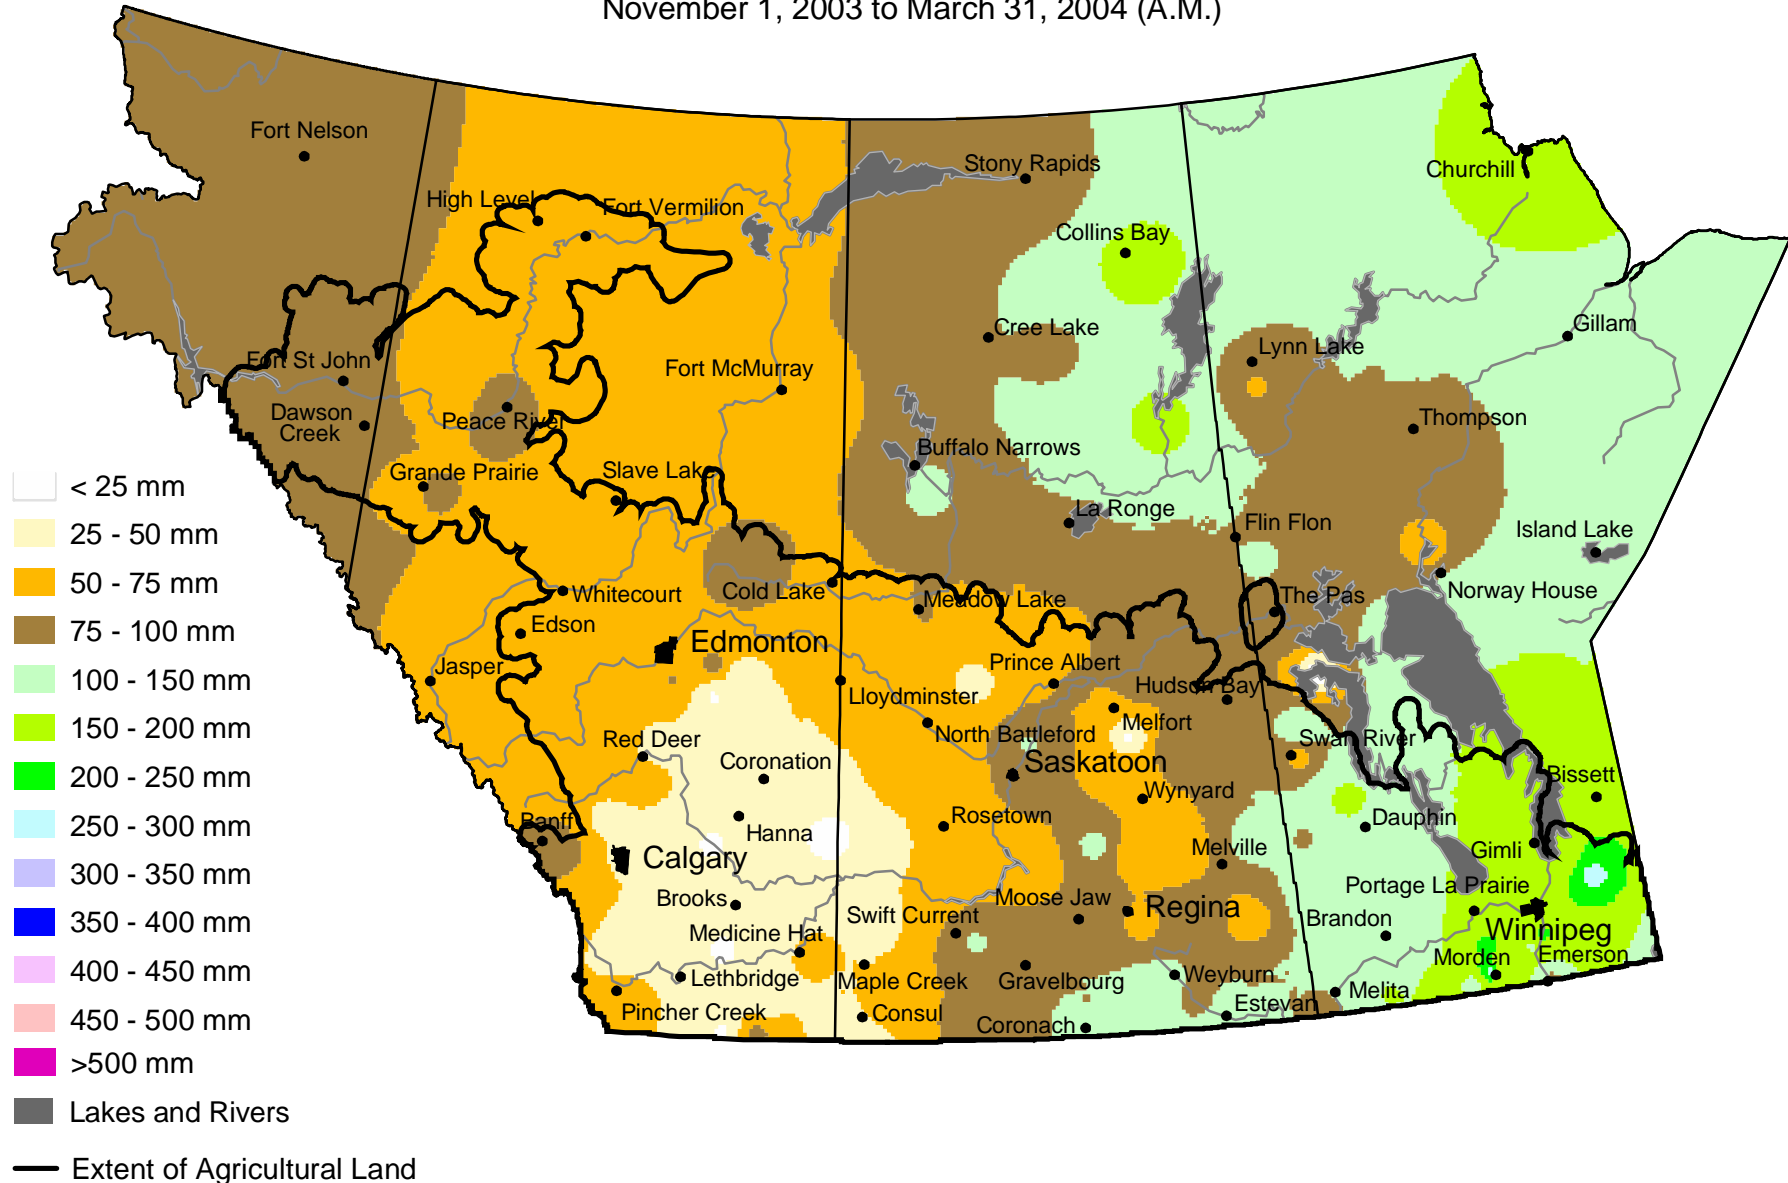 November 1, 2003 to March 31, 2004 (A.M.)
Fort Nelson
Stony Rapids
Churchill
High Level
Fort Vermilion
Collins Bay
Cree Lake
Gillam
Lynn Lake
Fort St John
Fort McMurray
Dawson
Creek
Peace River
Thompson
Buffalo Narrows
Grande Prairie
Slave Lake
La Ronge
Flin Flon
Island Lake
Whitecourt
Cold Lake
Meadow Lake
The Pas
Norway House
Edson
Edmonton
Jasper
Prince Albert
Hudson Bay
Lloydminster
Melfort
North Battleford
Red Deer
Swan River
Coronation
Saskatoon
Bissett
Wynyard
Banff
Hanna
Rosetown
Dauphin
Calgary
Melville
Gimli
Portage La Prairie
Brooks
Moose Jaw
Regina
Swift Current
Brandon
Medicine Hat
Winnipeg
Lethbridge
Maple Creek
Gravelbourg
Weyburn
Morden
Emerson
Melita
Pincher Creek
Consul
Coronach
Estevan
< 25 mm
25 - 50 mm
50 - 75 mm
75 - 100 mm
100 - 150 mm
150 - 200 mm
200 - 250 mm
250 - 300 mm
300 - 350 mm
350 - 400 mm
400 - 450 mm
450 - 500 mm
>500 mm
Lakes and Rivers
Extent of Agricultural Land